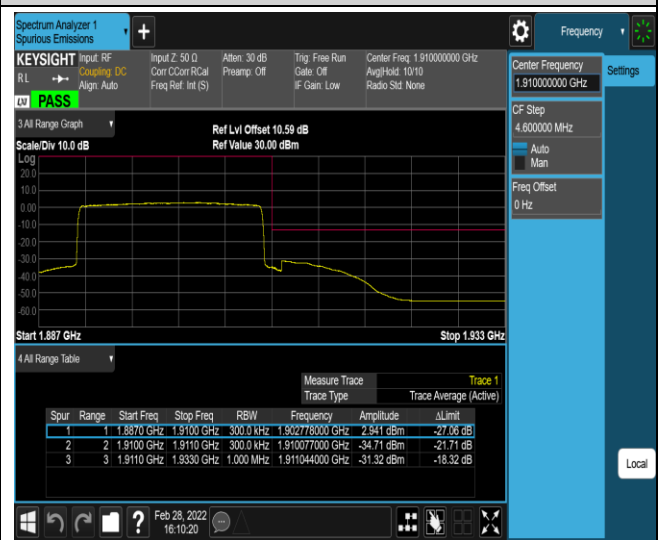 Spectrum Analyzer 1
Spurious Emissions
Frequency
KEYSIGHT
RL
Input: RF
Coupling: DC
Align: Auto
Input Z: 50 Ω
Corr CCorr RCal
Freq Ref: Int (S)
Atten: 30 dB
Preamp: Off
Trig: Free Run
Gate: Off
IF Gain: Low
Center Freq: 1.910000000 GHz
Avg|Hold: 10/10
Radio Std: None
LNI PASS
3 All Range Graph
Scale/Div 10.0 dB
Ref Lvl Offset 10.59 dB
Ref Value 30.00 dBm
Log
20.0
10.0
0.00
-10.0
-20.0
-30.0
-40.0
-50.0
-60.0
Start 1.887 GHz
Stop 1.933 GHz
4 All Range Table
Measure Trace Trace 1
Trace Type Trace Average (Active)
Spur Range Start Freq Stop Freq RBW Frequency Amplitude ΔLimit
1 1 1.8870 GHz 1.9100 GHz 300.0 kHz 1.902778000 GHz 2.941 dBm -27.06 dB
2 2 1.9100 GHz 1.9110 GHz 300.0 kHz 1.910077000 GHz -34.71 dBm -21.71 dB
3 3 1.9110 GHz 1.9330 GHz 1.000 MHz 1.911044000 GHz -31.32 dBm -18.32 dB
Feb 28, 2022
16:10:20
Center Frequency
1.910000000 GHz
Settings
CF Step
4.600000 MHz
Auto
Man
Freq Offset
0 Hz
Local